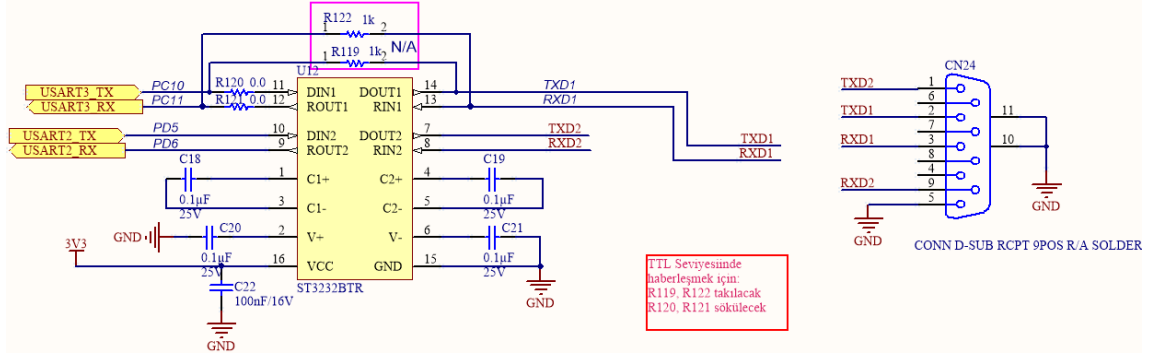 R122 1k
1 2
N/A
R119 1k
1 2
U12
USART3_TX PC10 R120 0.0 11 DIN1 DOUT1 14 TXD1
USART3_RX PC11 R121 0.0 12 ROUT1 RIN1 13 RXD1
USART2_TX PD5 10 DIN2 DOUT2 7 TXD2
USART2_RX PD6 9 ROUT2 RIN2 8 RXD2
TXD1
RXD1
C18 1 C1+ C2+ 4 C19
0.1µF 0.1µF
25V 3 C1- C2- 5 25V
GND C20 2 V+ V- 6 C21
0.1µF 0.1µF
3V3 25V 16 VCC GND 15 25V
C22
100nF/16V
ST3232BTR
GND
GND
TTL Seviyesiinde
haberleşmek için:
R119, R122 takılacak
R120, R121 sökülecek
CN24
TXD2 1
6
TXD1 2 11
7
RXD1 3 10
8
4
RXD2 9
5
GND
GND
CONN D-SUB RCPT 9POS R/A SOLDER